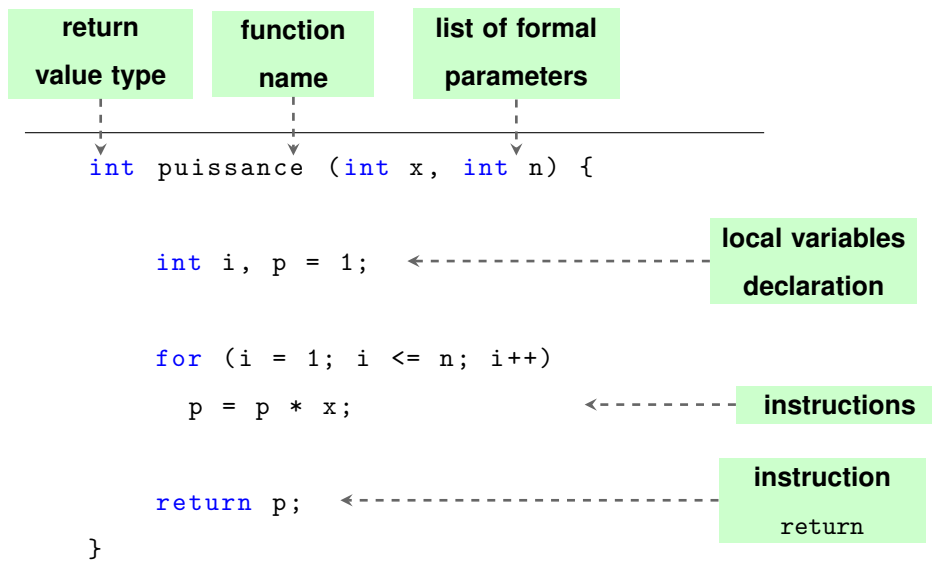 return
value type
function
name
list of formal
parameters
int puissance (int x, int n) {
int i, p = 1;
local variables
declaration
for (i = 1; i <= n; i++)
p = p * x;
instructions
return p;
instruction
return
}